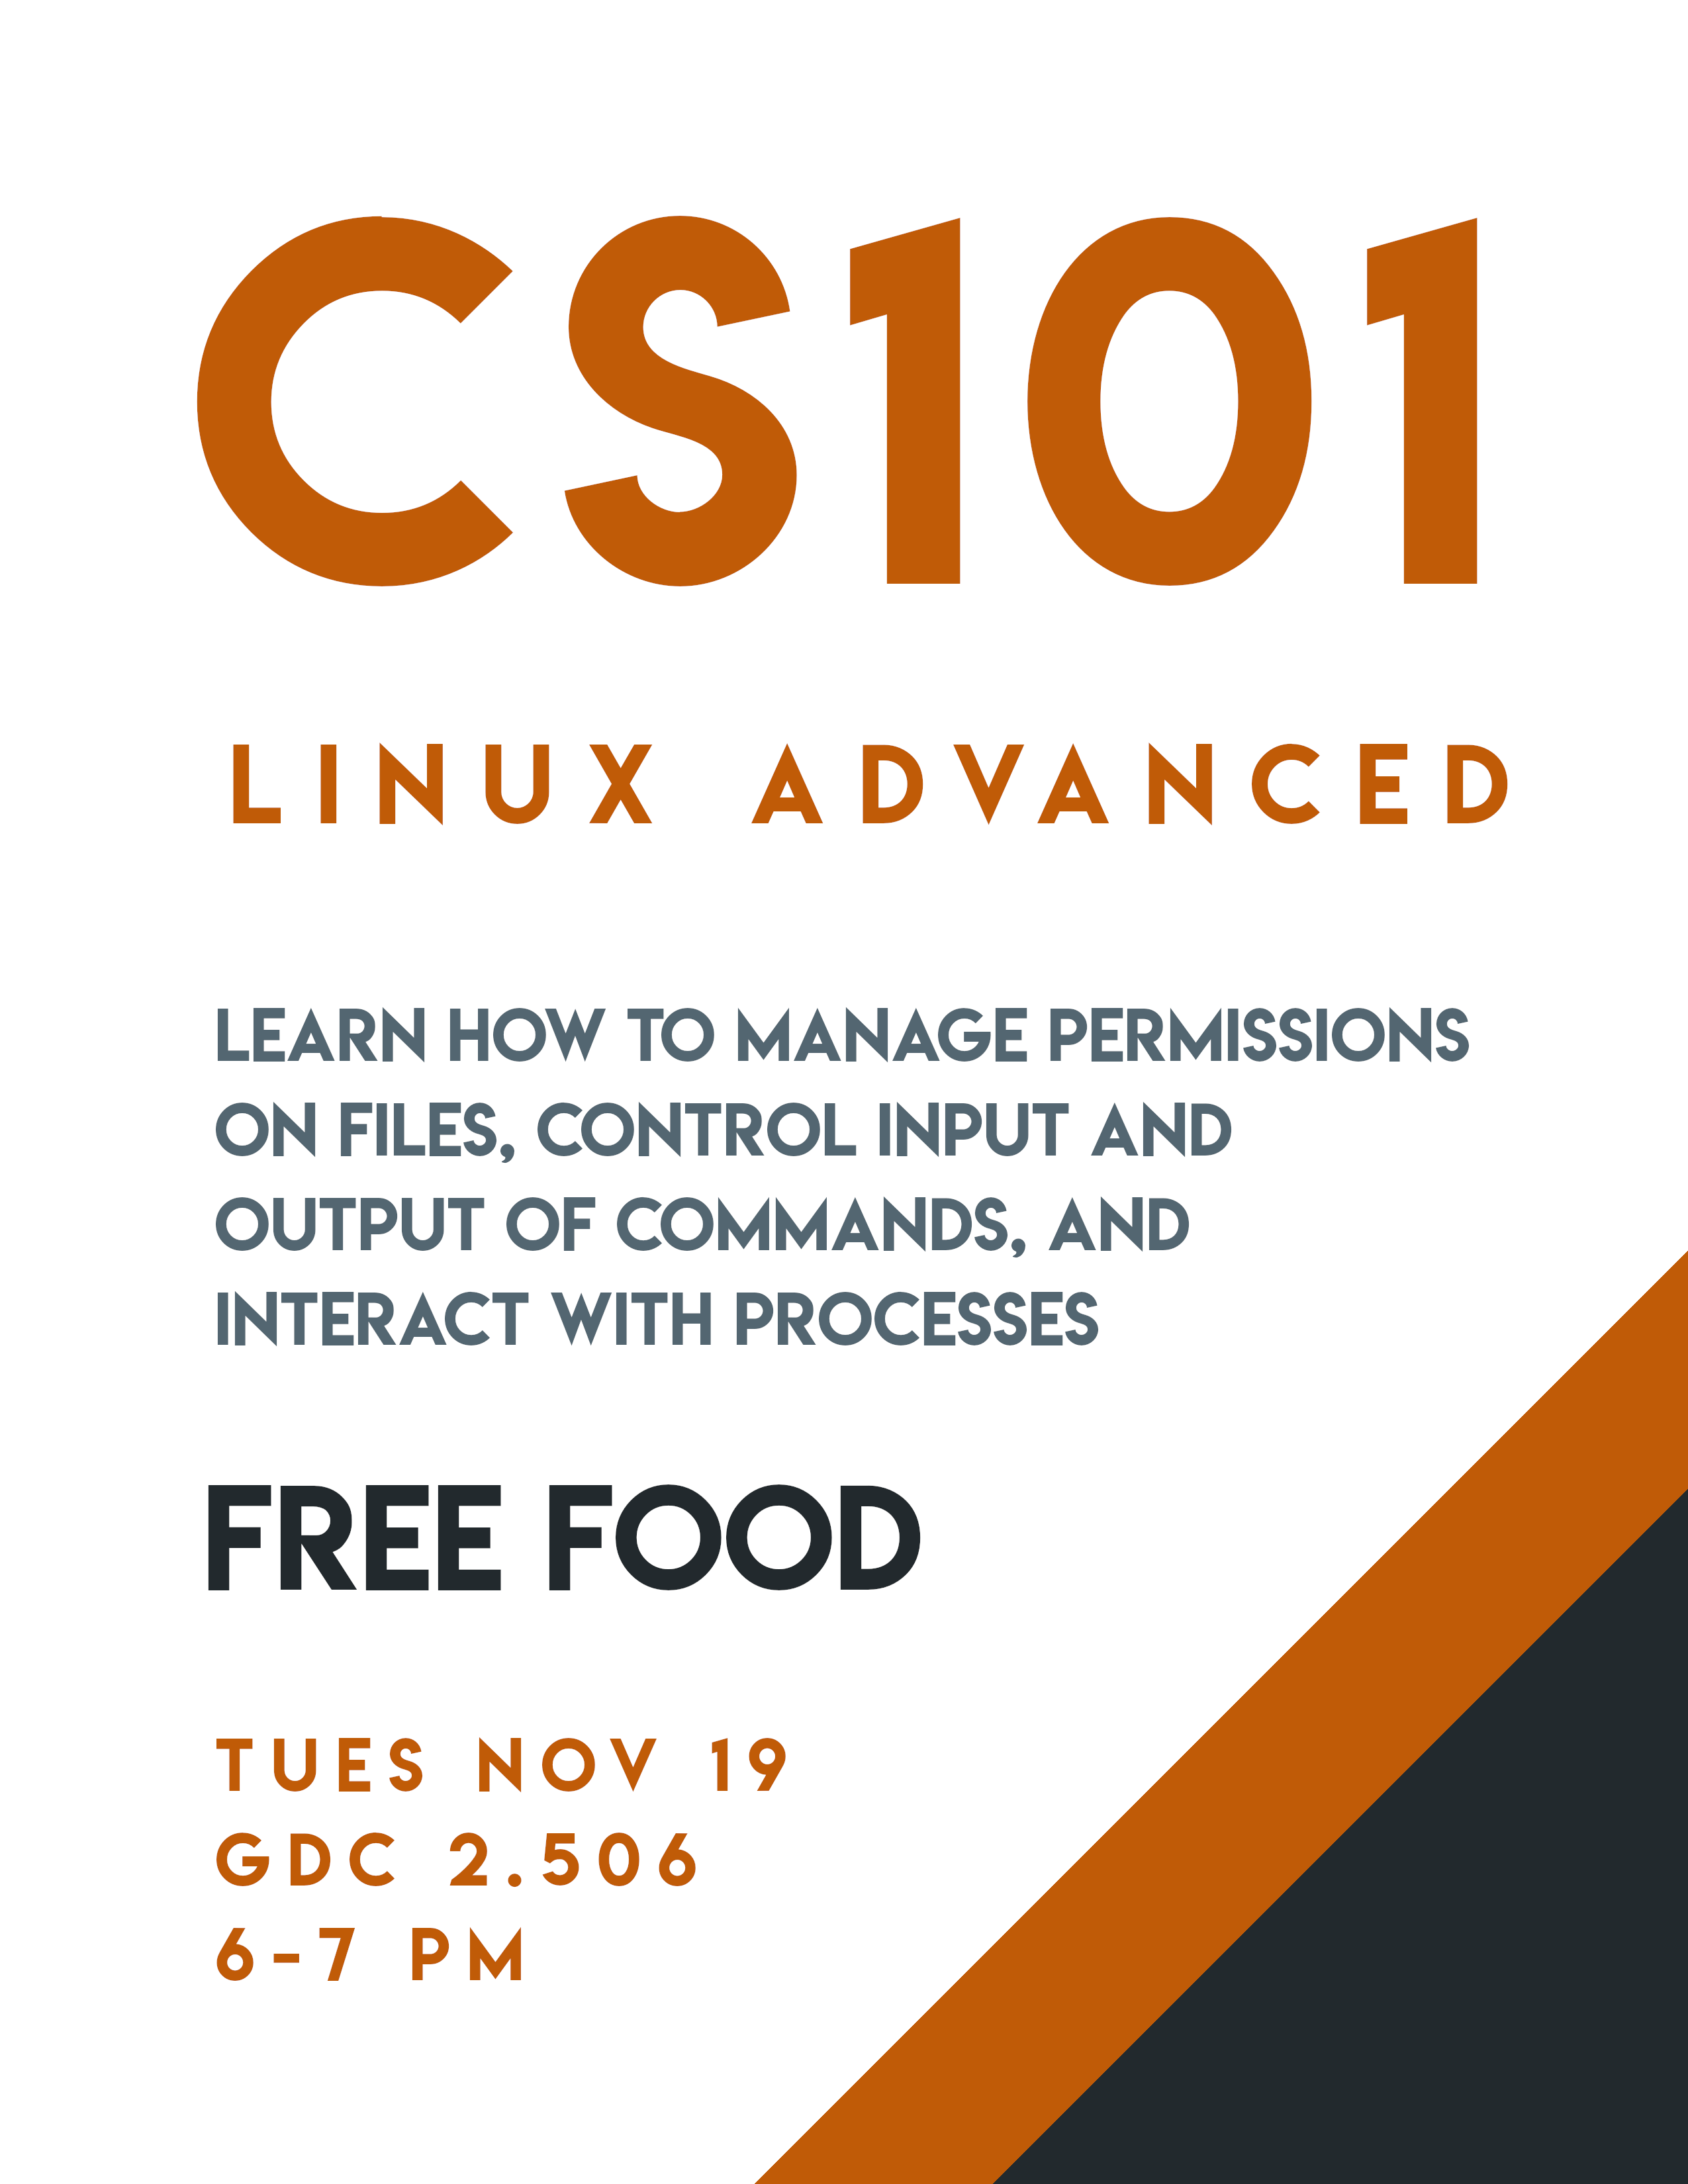 CS101
LINUX ADVANCED
LEARN HOW TO MANAGE PERMISSIONS
ON FILES, CONTROL INPUT AND
OUTPUT OF COMMANDS, AND
INTERACT WITH PROCESSES
FREE FOOD
TUES NOV 19
GDC 2.506
6-7 PM